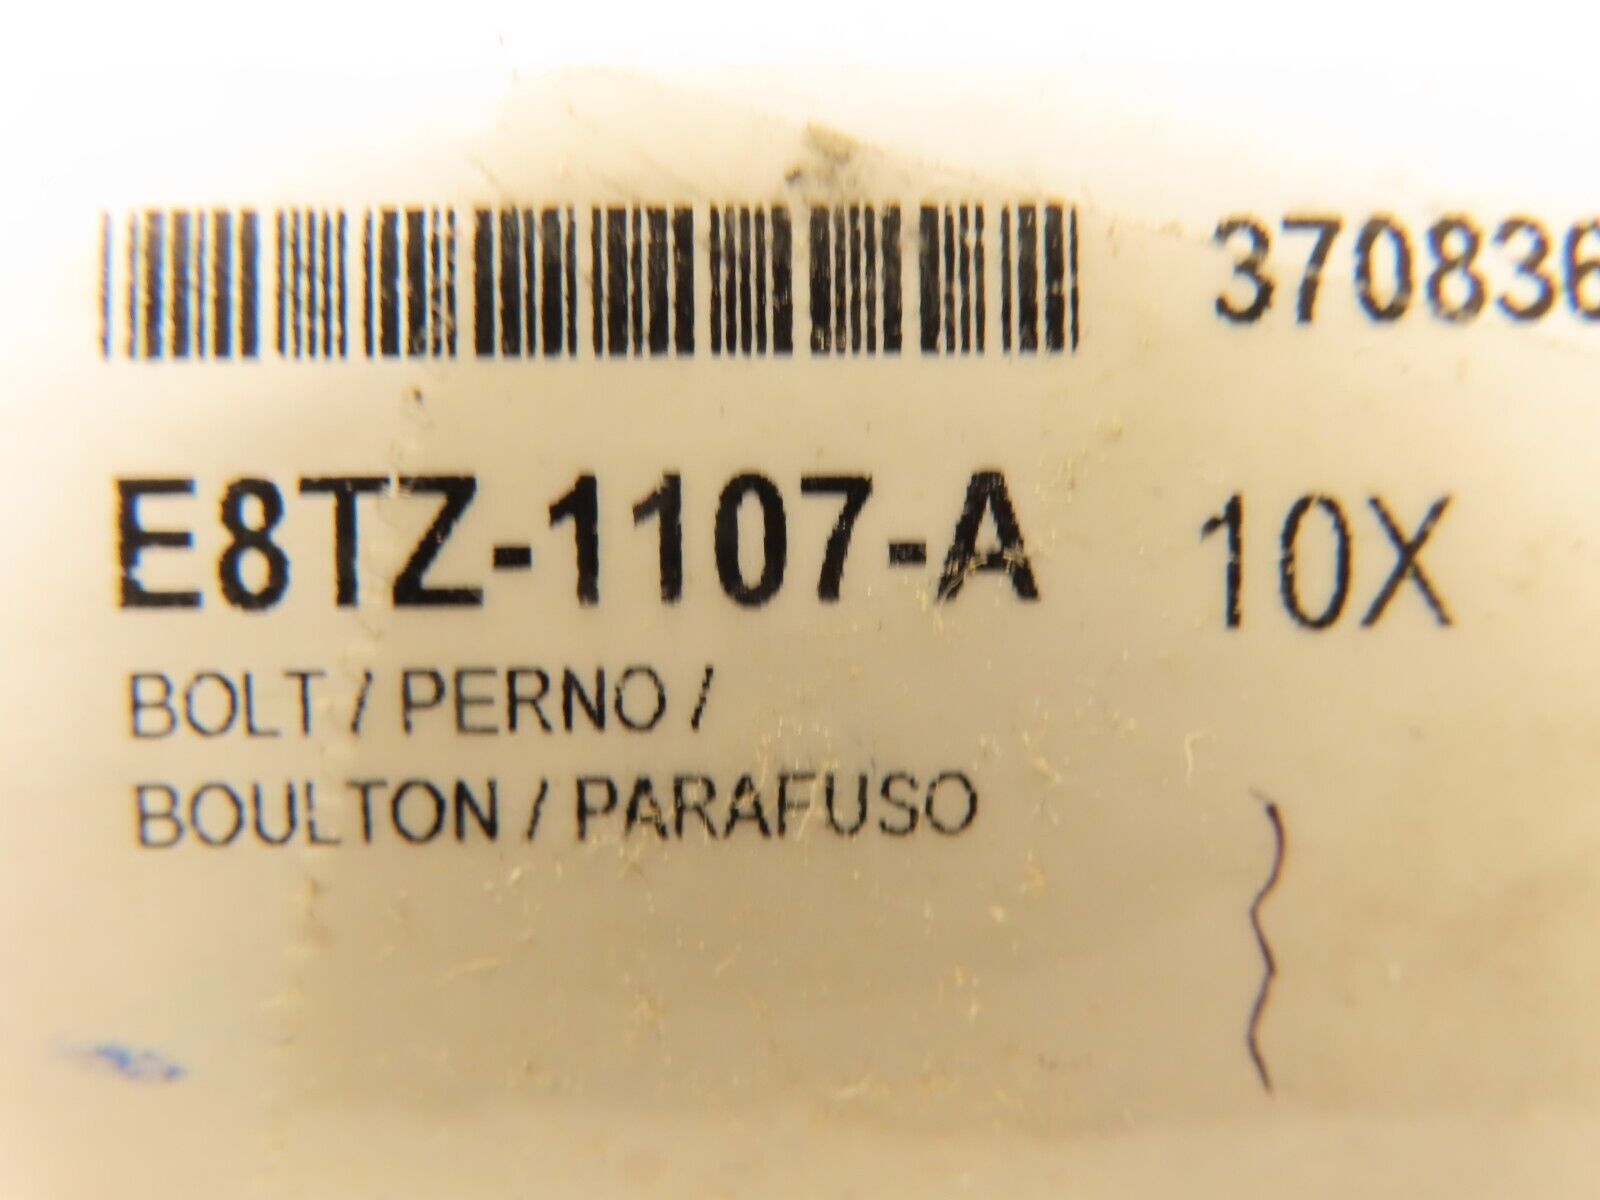 370836
E8TZ-1107-A 10X
BOLT / PERNO /
BOULTON / PARAFUSO